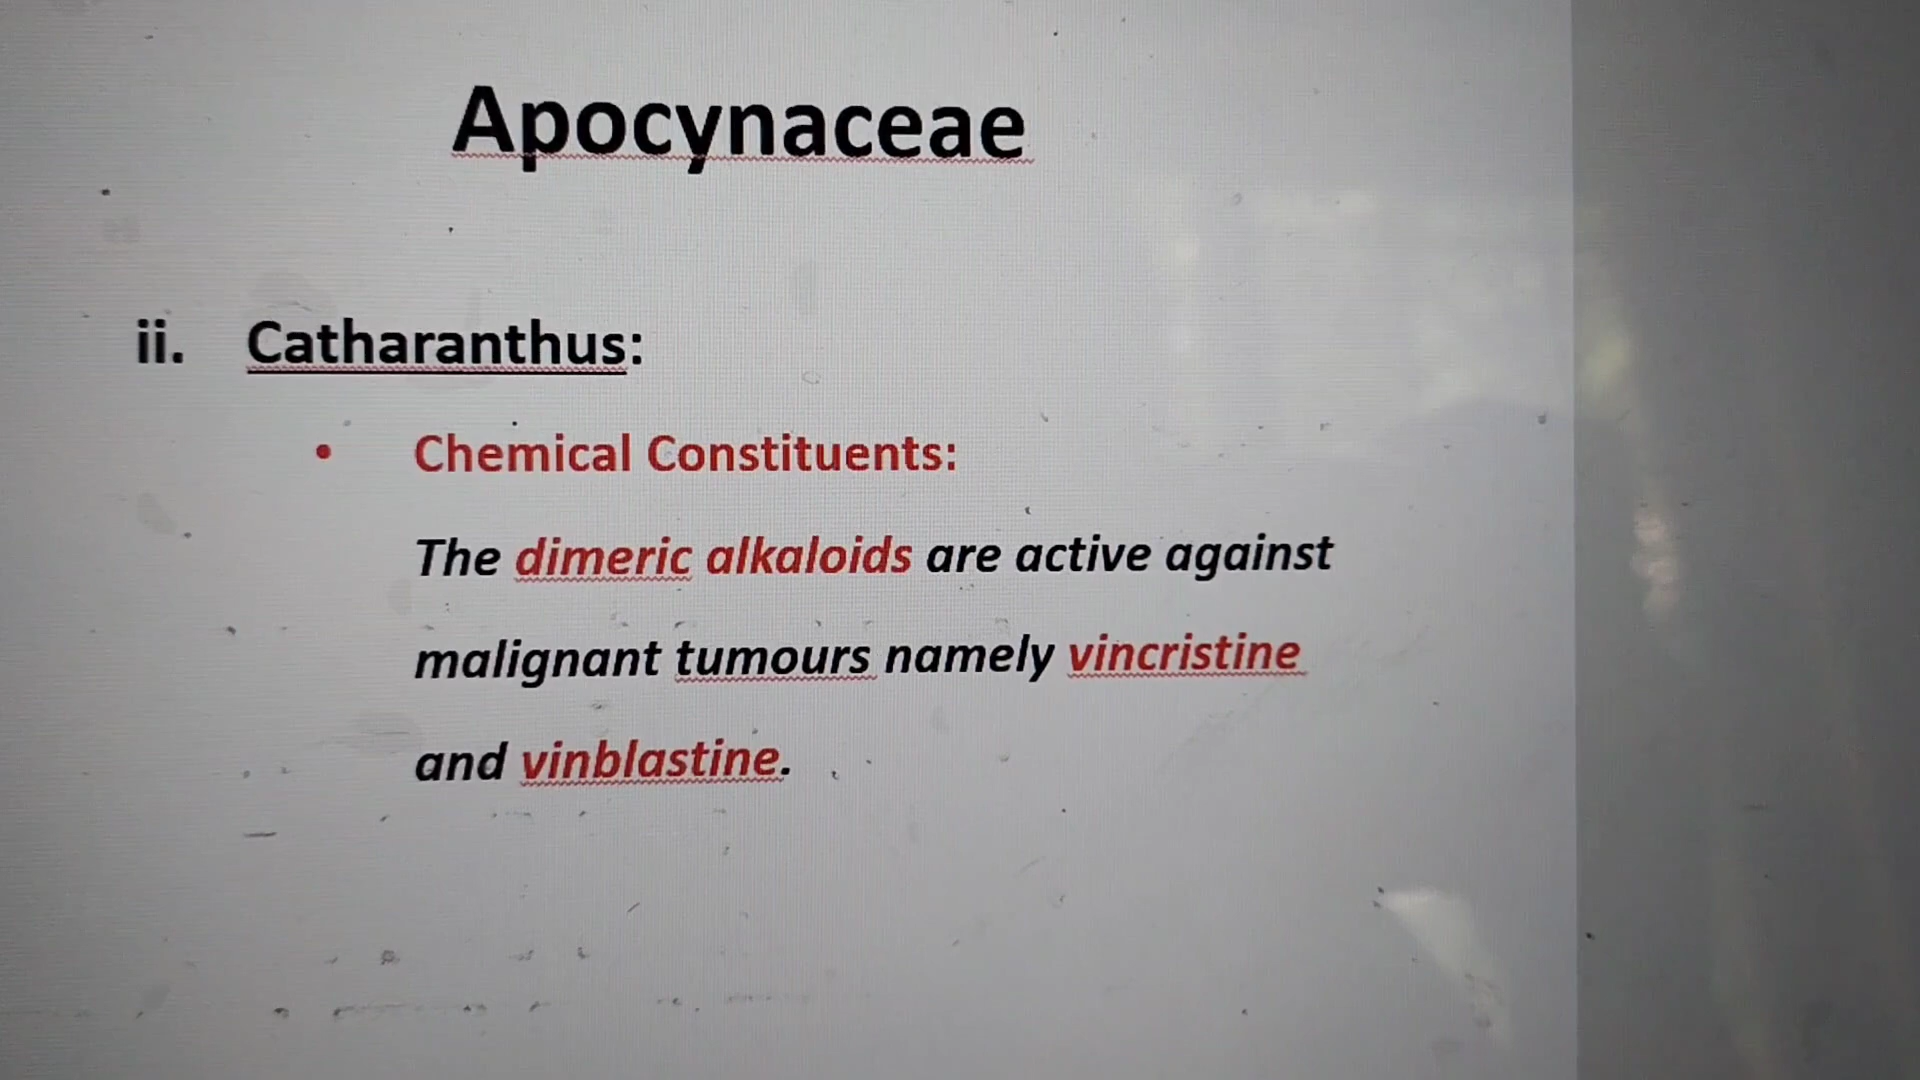 Apocynaceae
ii. Catharanthus:
• Chemical Constituents:
The dimeric alkaloids are active against
malignant tumours namely vincristine
and vinblastine.